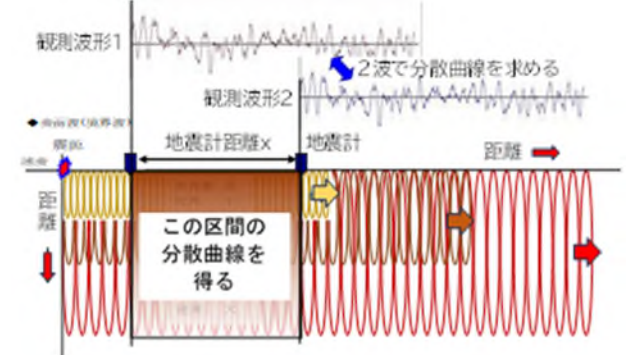 観測波形1
2波で分散曲線を求める
観測波形2
震源
地震計距離x
地震計
距離
距離
この区間の
分散曲線を
得る